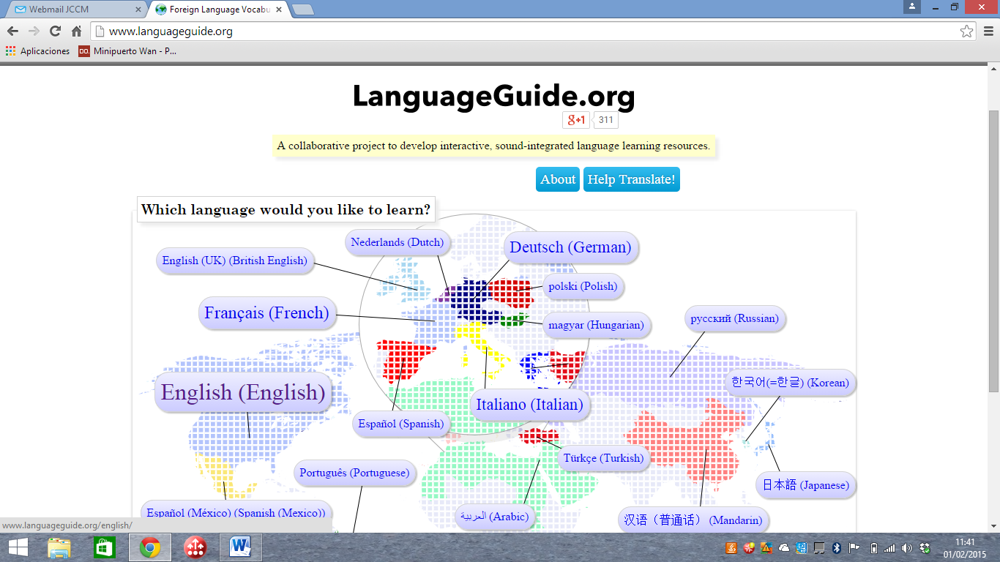 Webmail JCCM
Foreign Language Vocabu
www.languageguide.org
Aplicaciones
Minipuerto Wan - P...
LanguageGuide.org
g+1 311
A collaborative project to develop interactive, sound-integrated language learning resources.
About Help Translate!
Which language would you like to learn?
Nederlands (Dutch)
Deutsch (German)
English (UK) (British English)
polski (Polish)
Français (French)
magyar (Hungarian)
русский (Russian)
English (English)
한국어(=한글) (Korean)
Italiano (Italian)
Español (Spanish)
Türkçe (Turkish)
Português (Portuguese)
日本語 (Japanese)
Español (México) (Spanish (Mexico))
العربية (Arabic)
汉语（普通话） (Mandarin)
www.languageguide.org/english/
11:41
01/02/2015